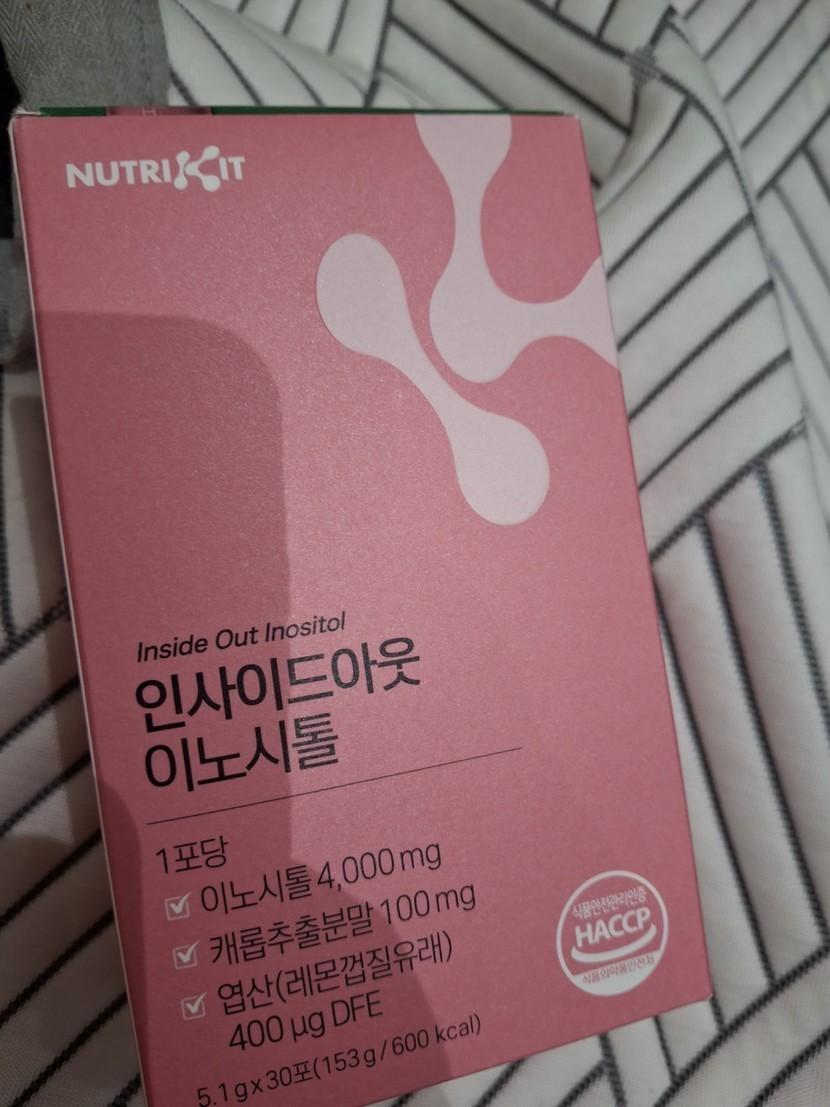 NUTRIKIT
Inside Out Inositol
인사이드아웃
이노시톨
1포당
이노시톨 4,000 mg
캐롭추출분말 100 mg
엽산(레몬껍질유래)
400 µg DFE
5.1 g x 30포(153 g / 600 kcal)
식품안전관리인증
HACCP
식품의약품안전처